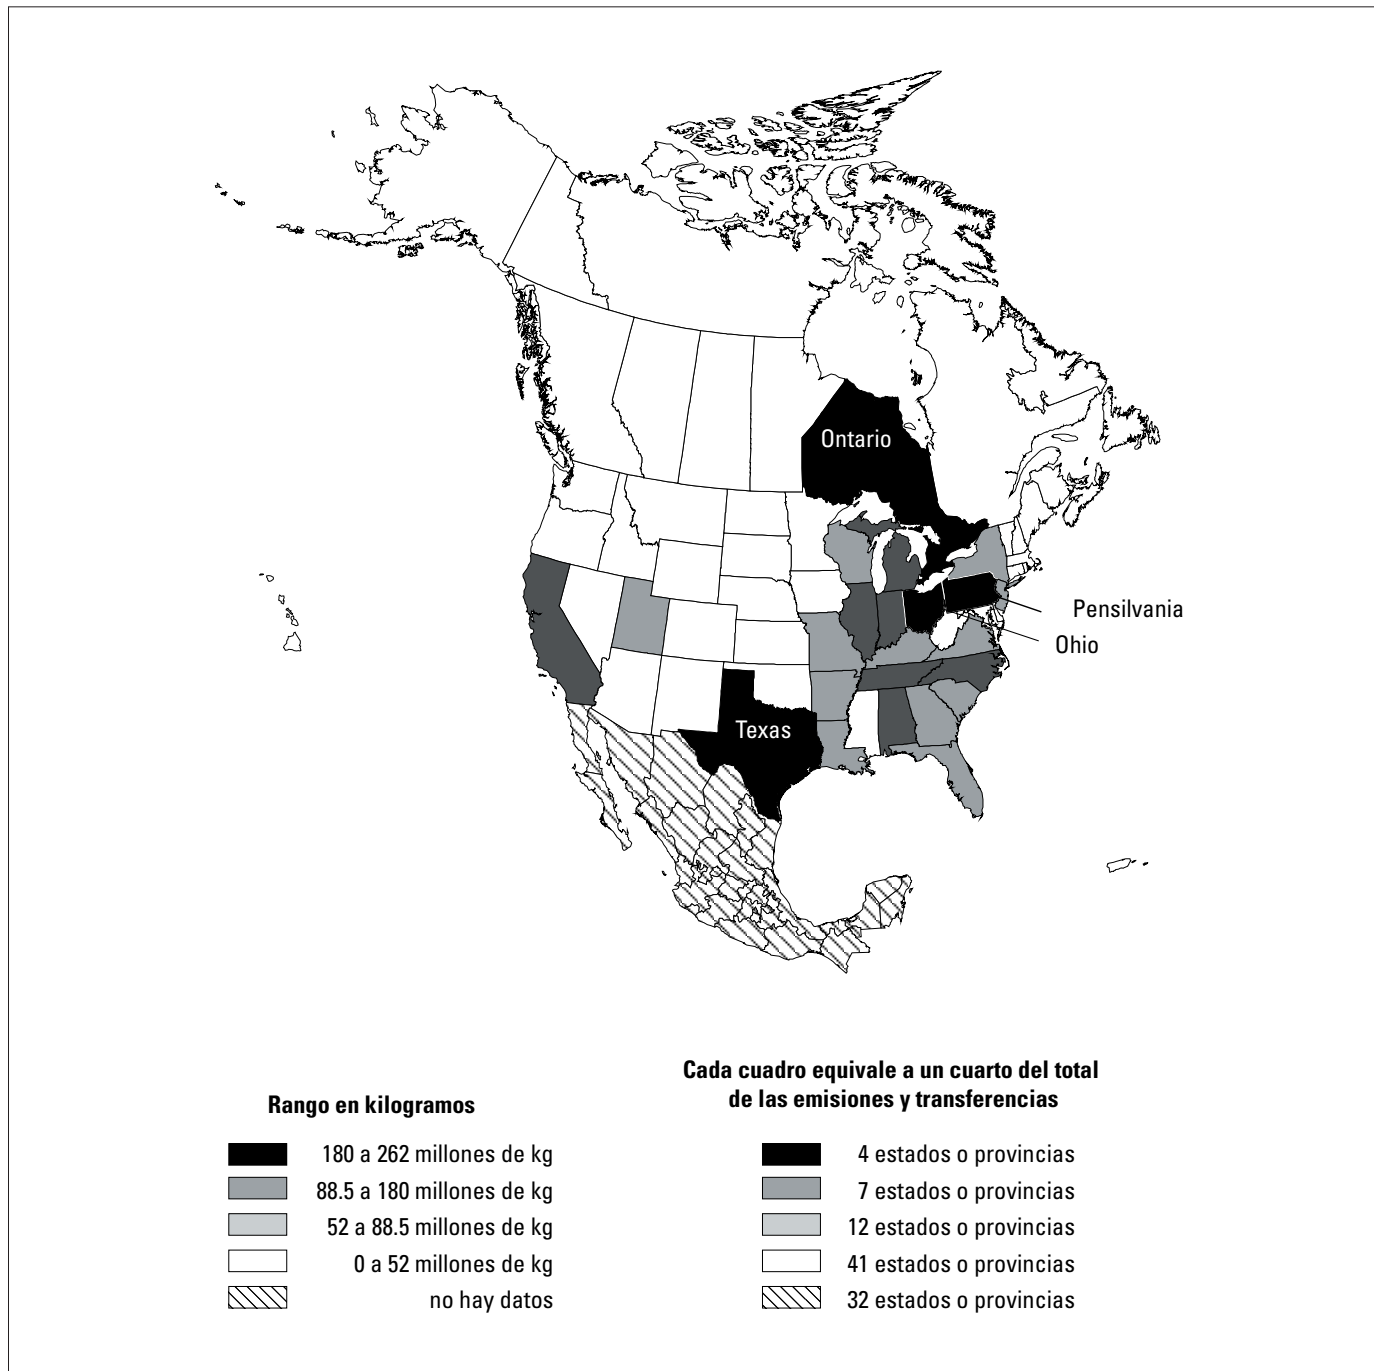 Ontario
Pensilvania
Ohio
Texas
Cada cuadro equivale a un cuarto del total
de las emisiones y transferencias
Rango en kilogramos
180 a 262 millones de kg
88.5 a 180 millones de kg
52 a 88.5 millones de kg
0 a 52 millones de kg
no hay datos
4 estados o provincias
7 estados o provincias
12 estados o provincias
41 estados o provincias
32 estados o provincias